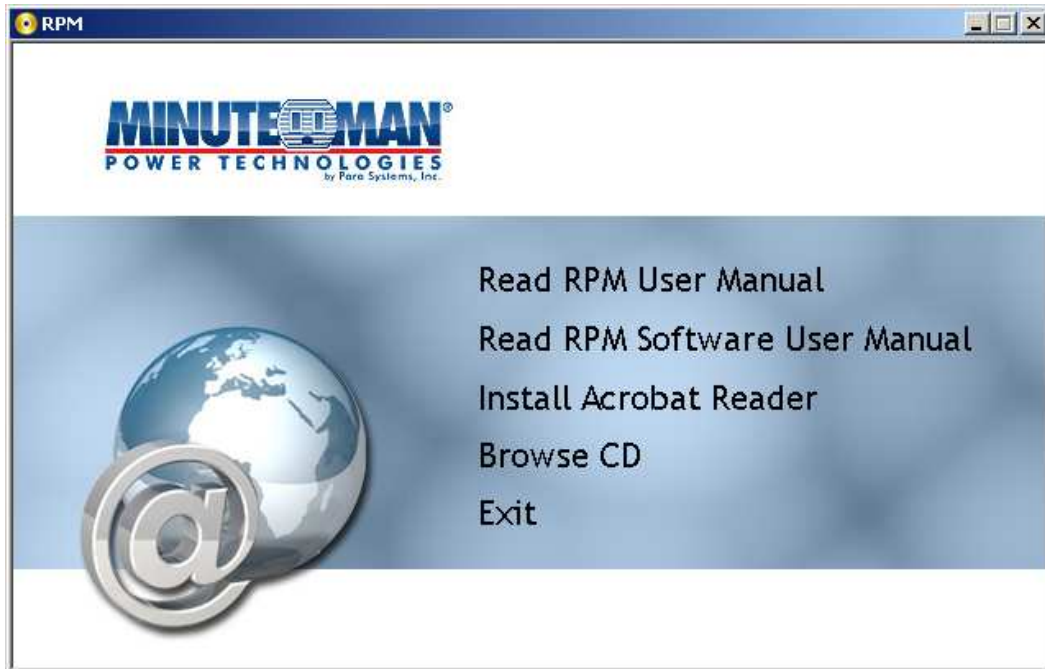 RPM
MINUTEMAN®
POWER TECHNOLOGIES
by Para Systems, Inc.
Read RPM User Manual
Read RPM Software User Manual
Install Acrobat Reader
Browse CD
Exit